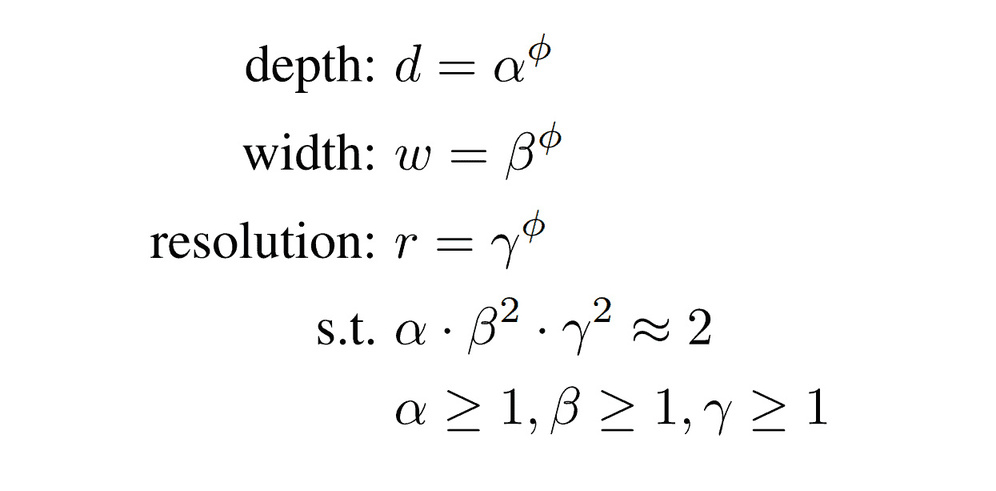 depth: d = α^ϕ
width: w = β^ϕ
resolution: r = γ^ϕ
s.t. α · β² · γ² ≈ 2
α ≥ 1, β ≥ 1, γ ≥ 1